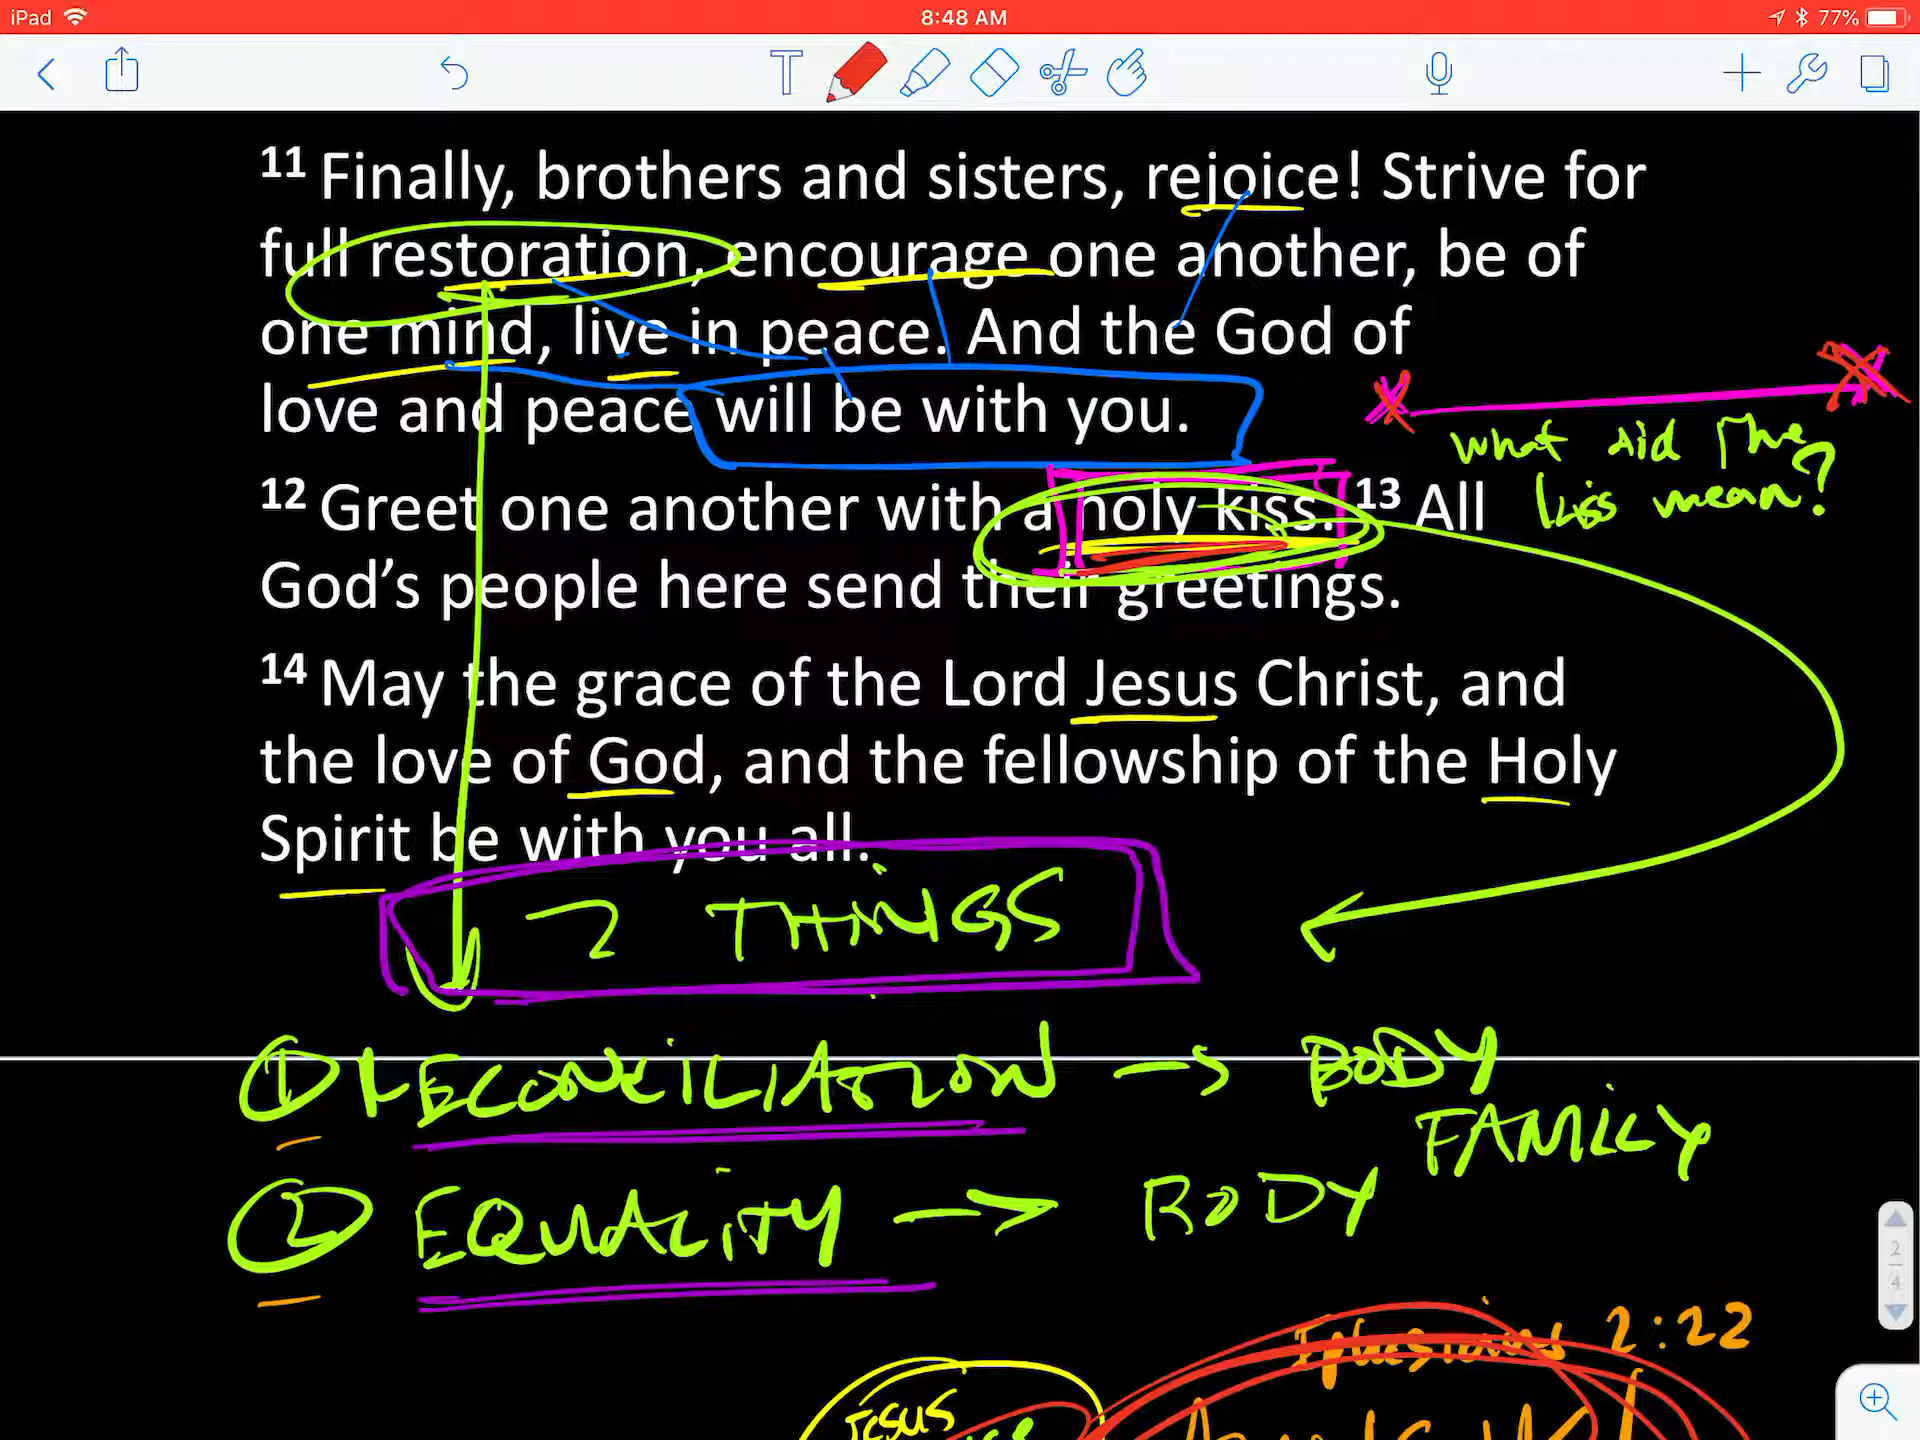 iPad 8:48 AM 77%
T
11 Finally, brothers and sisters, rejoice! Strive for
full restoration, encourage one another, be of
one mind, live in peace. And the God of
love and peace will be with you.
What did The
kiss mean?
12 Greet one another with a holy kiss. 13 All
God’s people here send their greetings.
14 May the grace of the Lord Jesus Christ, and
the love of God, and the fellowship of the Holy
Spirit be with you all.
2 THINGS
1 RECONCILIATION → BODY
FAMILY
2 EQUALITY → BODY
2
4
Ephesians 2:22
JESUS